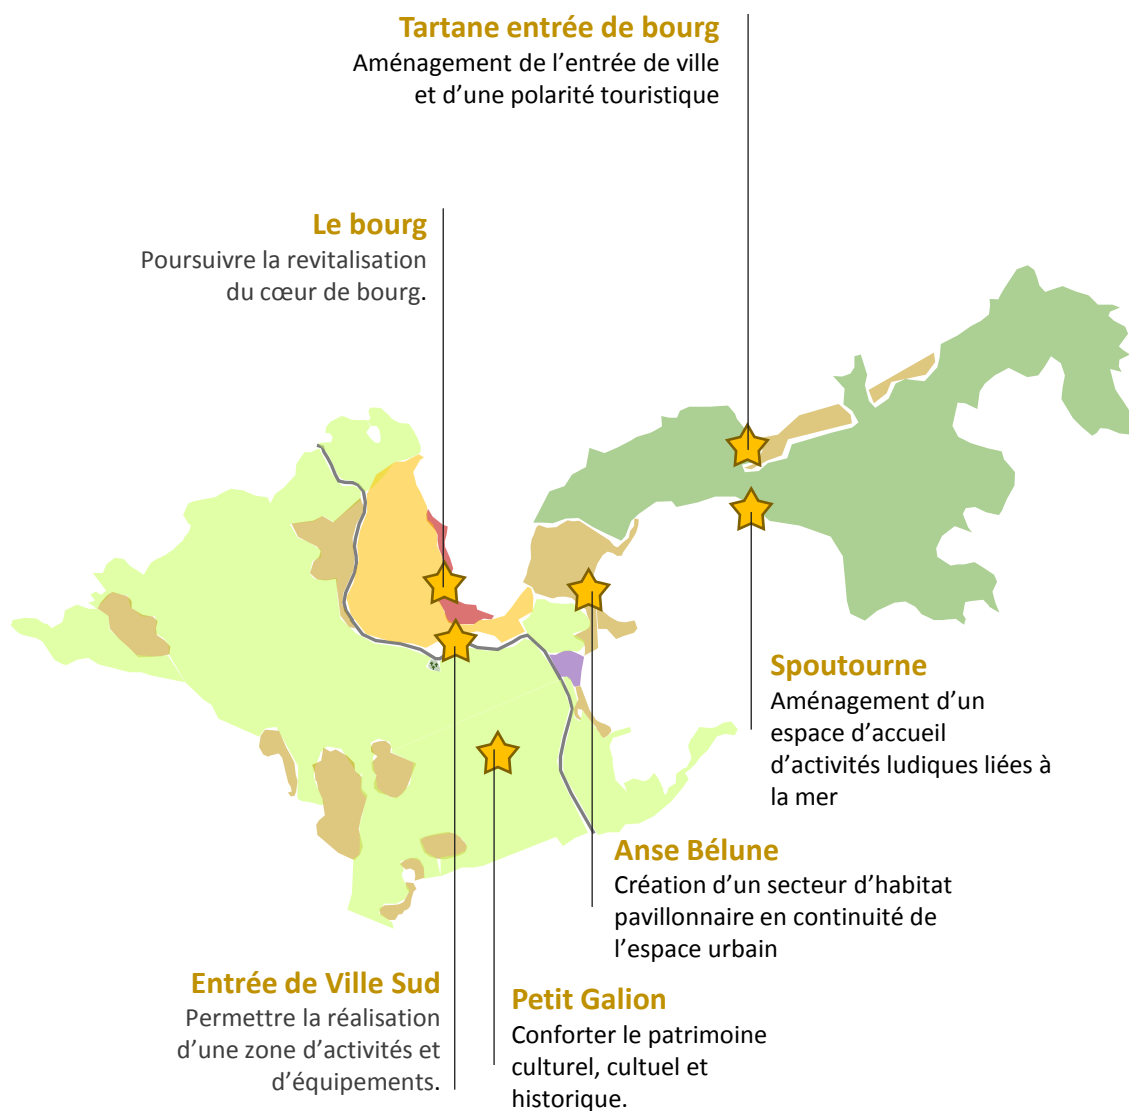 Tartane entrée de bourg
Aménagement de l’entrée de ville
et d’une polarité touristique
Le bourg
Poursuivre la revitalisation
du cœur de bourg.
Spoutourne
Aménagement d’un
espace d’accueil
d’activités ludiques liées à
la mer
Anse Bélune
Création d’un secteur d’habitat
pavillonnaire en continuité de
l’espace urbain
Entrée de Ville Sud
Permettre la réalisation
d’une zone d’activités et
d’équipements.
Petit Galion
Conforter le patrimoine
culturel, cultuel et
historique.